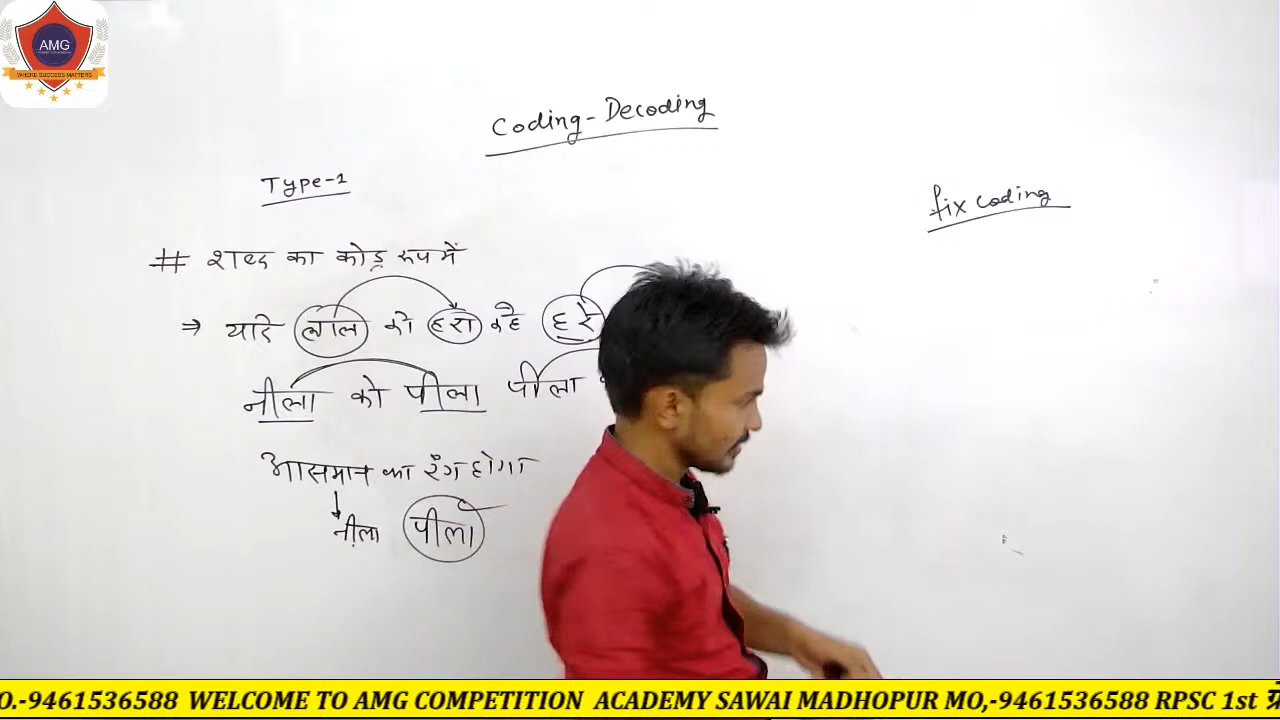 AMG
WHERE SUCCESS MATTERS
Coding-Decoding
Type-1
fix coding
# शब्द का कोड रूप में
⇒ यदि लाल को हरा कहे हरे
नीला को पीला पीला
आसमान का रंग होगा
नीला पीला
O.-9461536588 WELCOME TO AMG COMPETITION ACADEMY SAWAI MADHOPUR MO,-9461536588 RPSC 1st